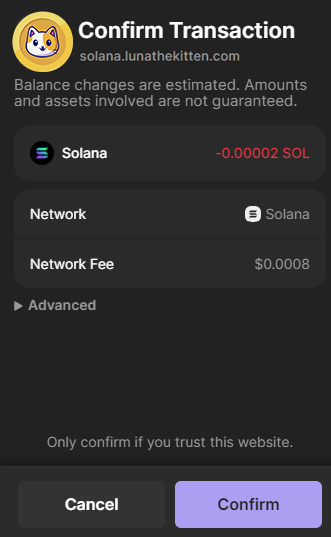 Confirm Transaction
solana.lunathekitten.com
Balance changes are estimated. Amounts
and assets involved are not guaranteed.
Solana -0.00002 SOL
Network Solana
Network Fee $0.0008
Advanced
Only confirm if you trust this website.
Cancel Confirm